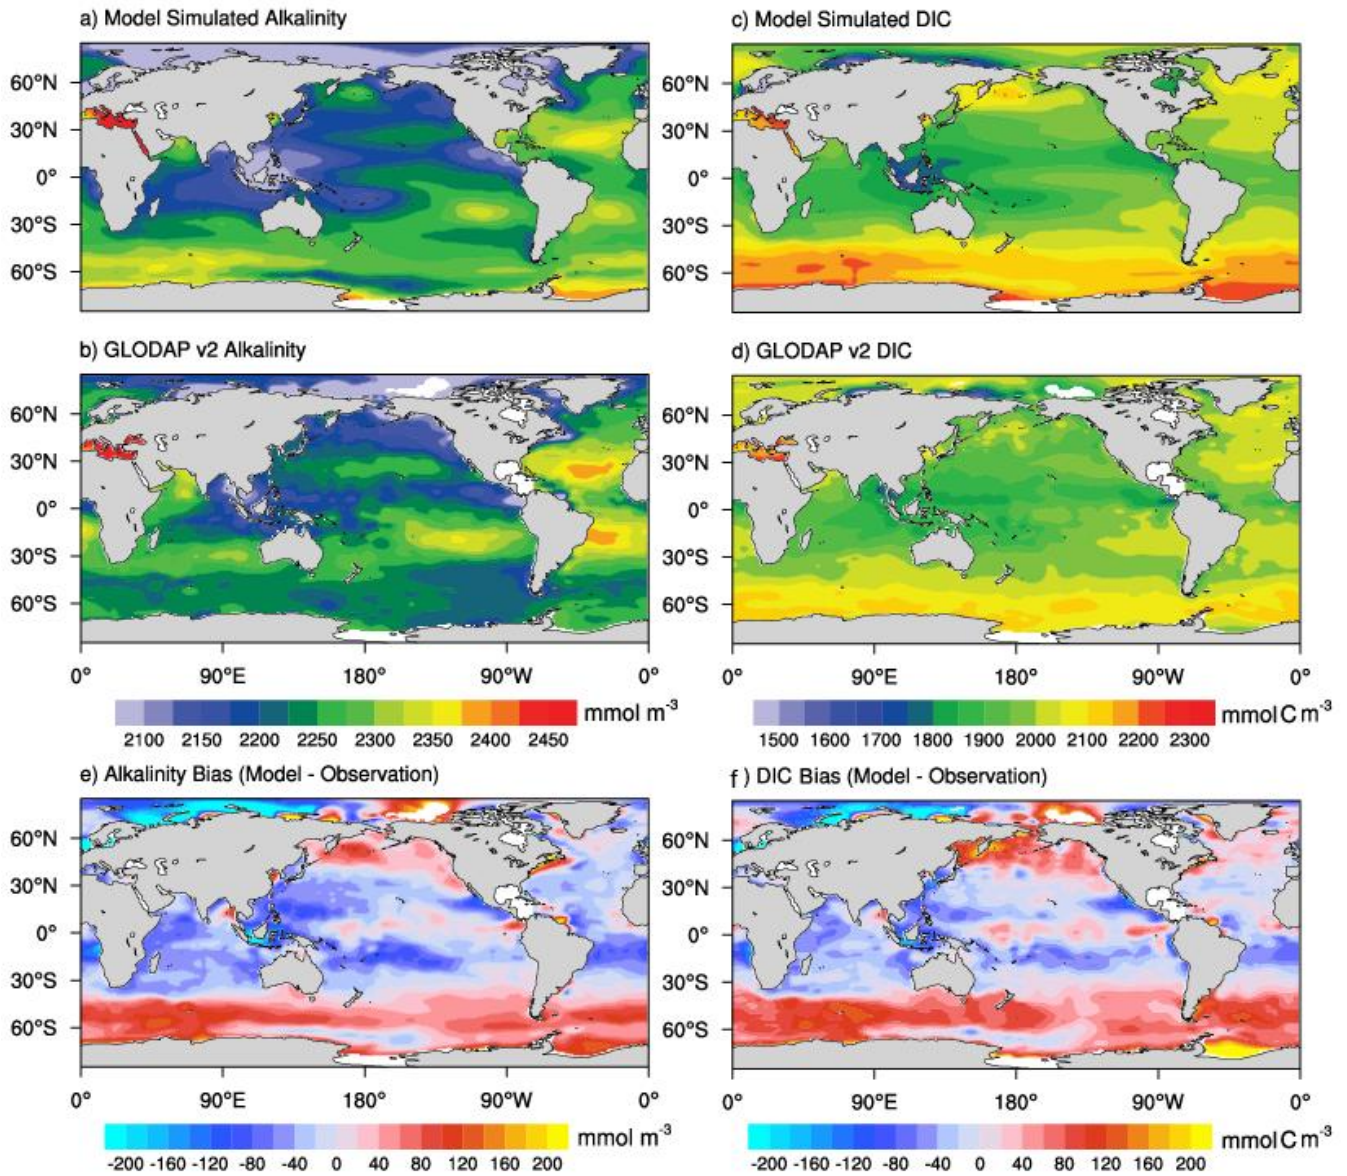 a) Model Simulated Alkalinity
60°N
30°N
0°
30°S
60°S
c) Model Simulated DIC
60°N
30°N
0°
30°S
60°S
b) GLODAP v2 Alkalinity
60°N
30°N
0°
30°S
60°S
0° 90°E 180° 90°W 0°
2100 2150 2200 2250 2300 2350 2400 2450 mmol m⁻³
d) GLODAP v2 DIC
60°N
30°N
0°
30°S
60°S
0° 90°E 180° 90°W 0°
1500 1600 1700 1800 1900 2000 2100 2200 2300 mmol C m⁻³
e) Alkalinity Bias (Model - Observation)
60°N
30°N
0°
30°S
60°S
0° 90°E 180° 90°W 0°
-200 -160 -120 -80 -40 0 40 80 120 160 200 mmol m⁻³
f) DIC Bias (Model - Observation)
60°N
30°N
0°
30°S
60°S
0° 90°E 180° 90°W 0°
-200 -160 -120 -80 -40 0 40 80 120 160 200 mmol C m⁻³